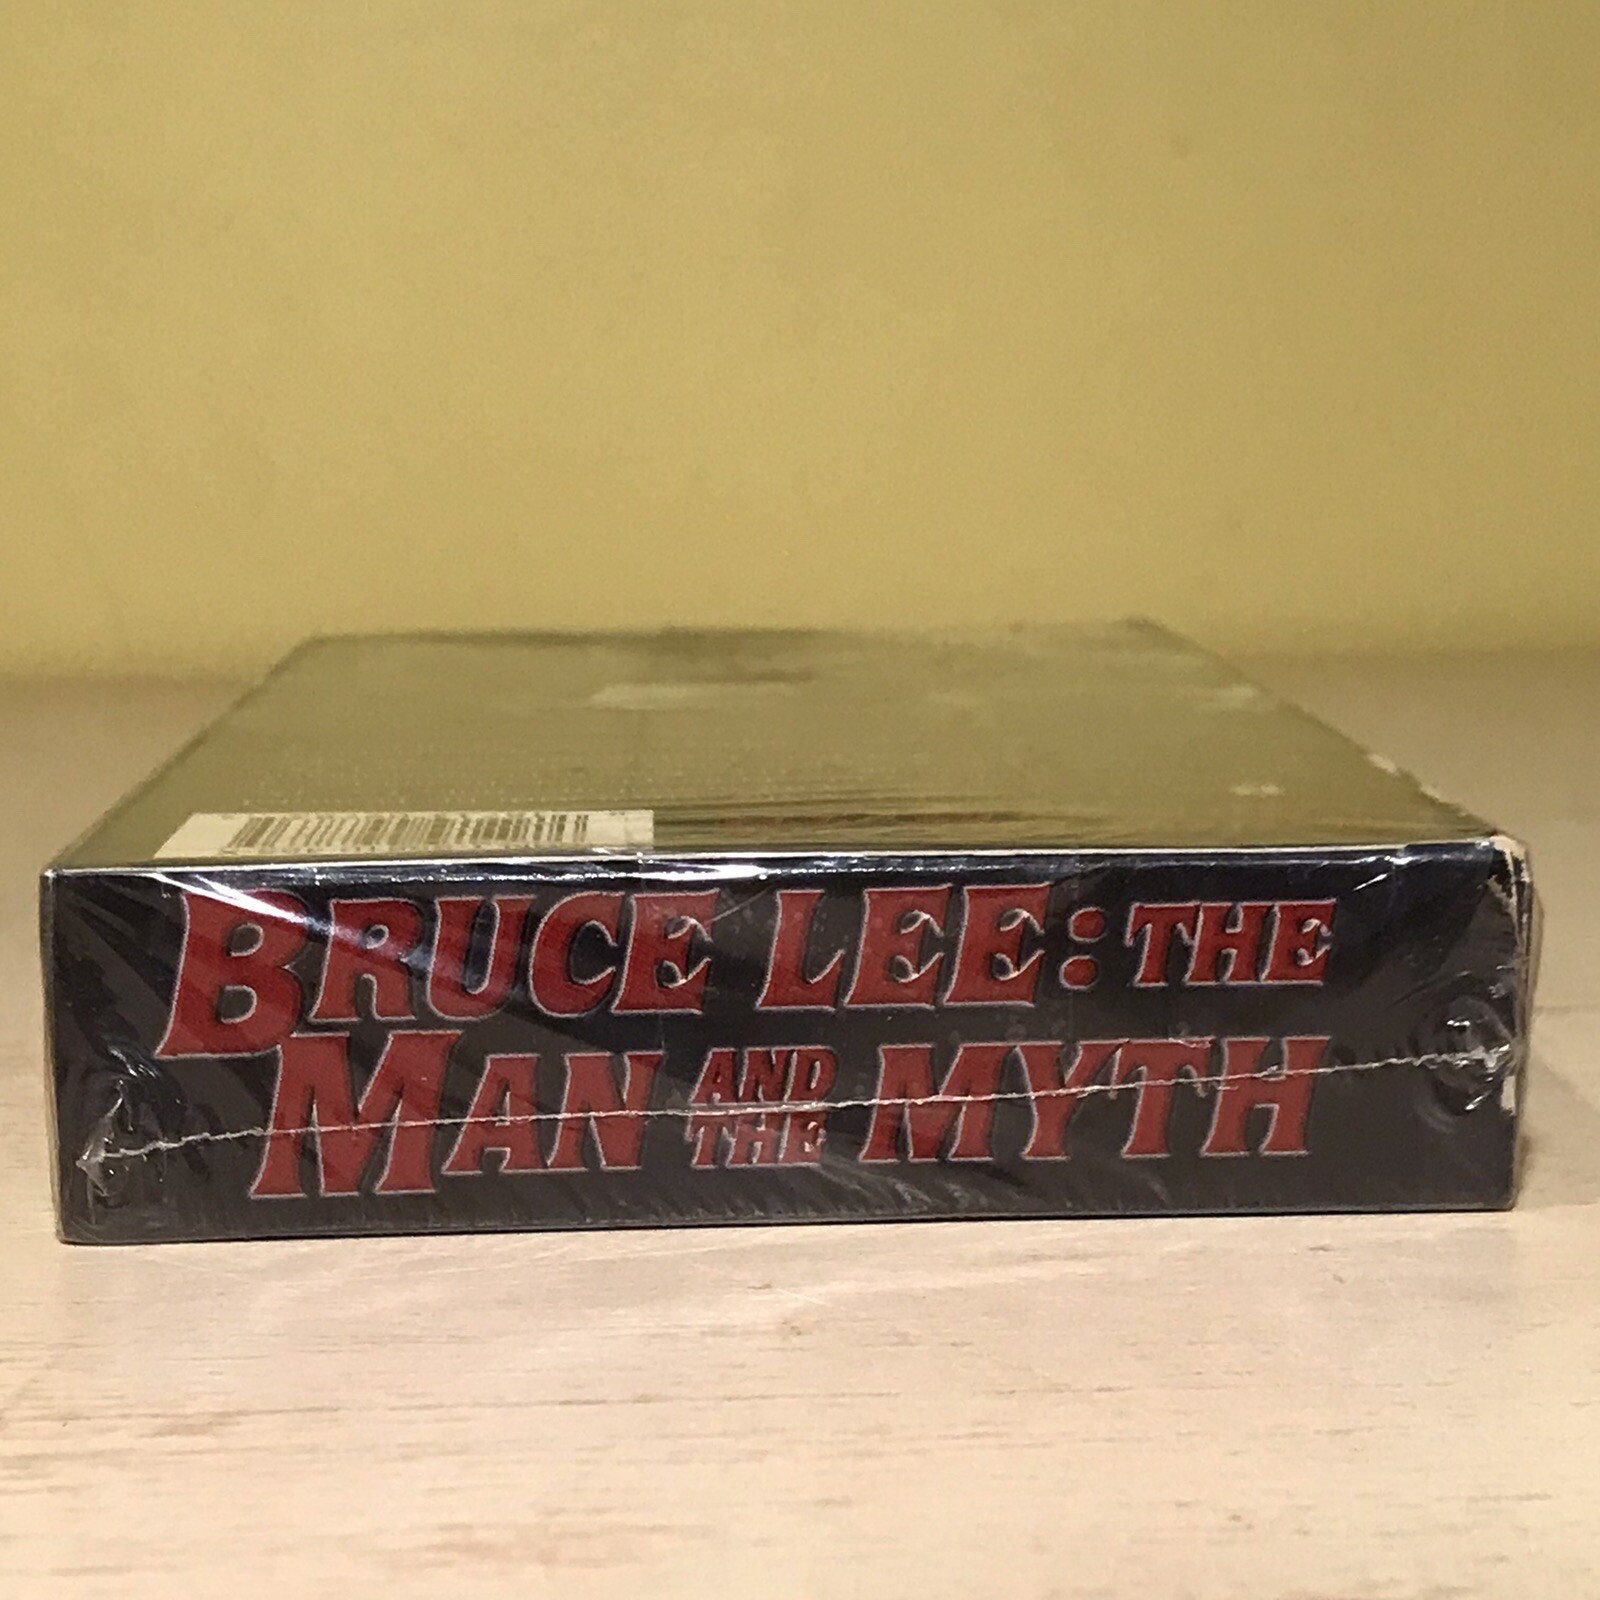 BRUCE LEE: THE
MAN AND THE MYTH